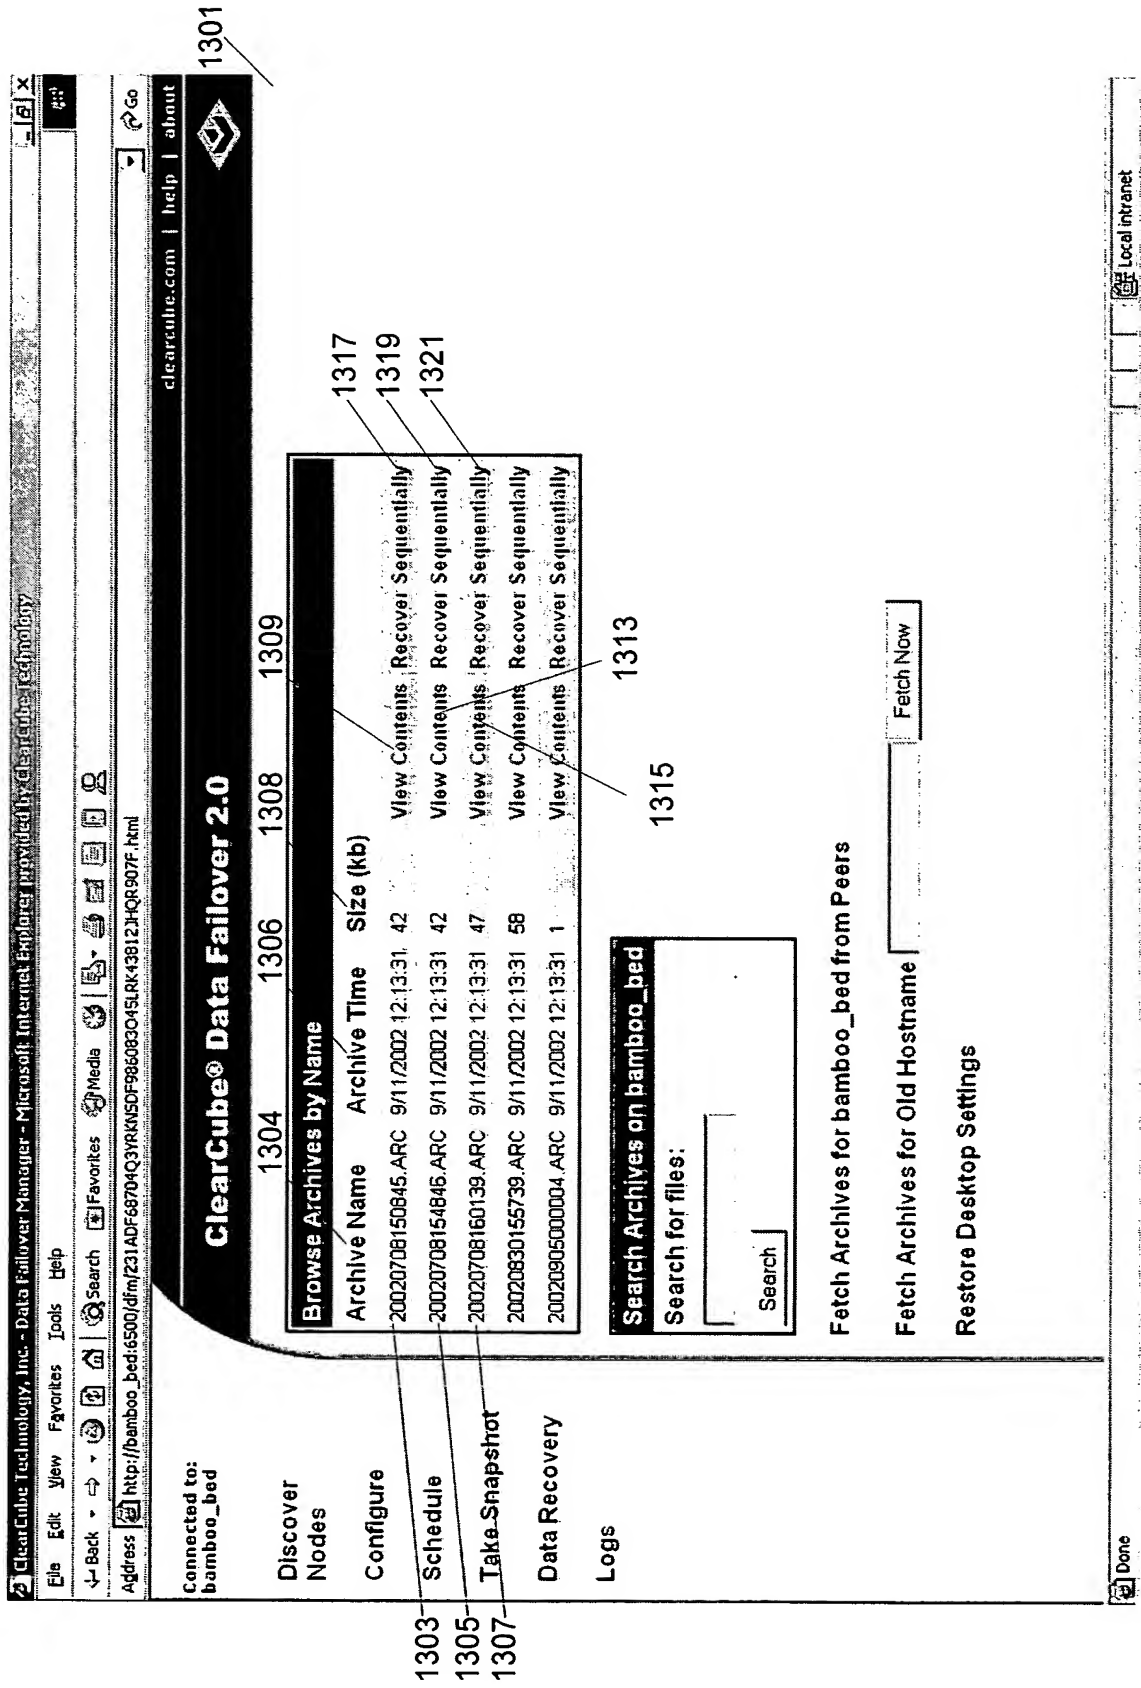 1301
ClearCube Technology, Inc. - Data Failover Manager - Microsoft Internet Explorer provided by Clearcube Technology
File Edit View Favorites Tools Help
Back Search Favorites Media
Address http://bamboo_bed:6500/dfm/ Go
clearcube.com | help | about
ClearCube® Data Failover 2.0
Connected to:
bamboo_bed
Discover
Nodes
Configure
Schedule
Take Snapshot
Data Recovery
Logs
1303
1305
1307
1304 1306 1308 1309
Browse Archives by Name
Archive Name Archive Time Size (kb)
20020708150845.ARC 9/11/2002 12:13:31 42 View Contents Recover Sequentially
20020708154846.ARC 9/11/2002 12:13:31 42 View Contents Recover Sequentially
20020708160139.ARC 9/11/2002 12:13:31 47 View Contents Recover Sequentially
20020830155739.ARC 9/11/2002 12:13:31 58 View Contents Recover Sequentially
20020905000004.ARC 9/11/2002 12:13:31 1 View Contents Recover Sequentially
1317
1319
1321
1313
1315
Search Archives on bamboo_bed
Search for files:
Search
Fetch Archives for bamboo_bed from Peers
Fetch Archives for Old Hostname Fetch Now
Restore Desktop Settings
Done Local intranet